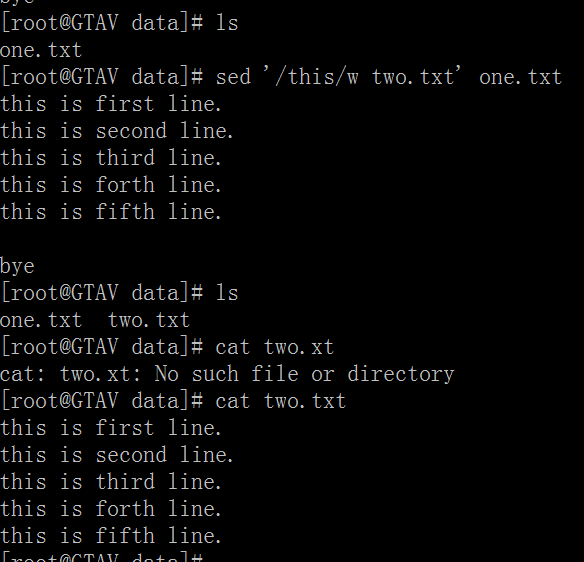 bye
[root@GTAV data]# ls
one.txt
[root@GTAV data]# sed '/this/w two.txt' one.txt
this is first line.
this is second line.
this is third line.
this is forth line.
this is fifth line.

bye
[root@GTAV data]# ls
one.txt  two.txt
[root@GTAV data]# cat two.xt
cat: two.xt: No such file or directory
[root@GTAV data]# cat two.txt
this is first line.
this is second line.
this is third line.
this is forth line.
this is fifth line.
[root@GTAV data]#